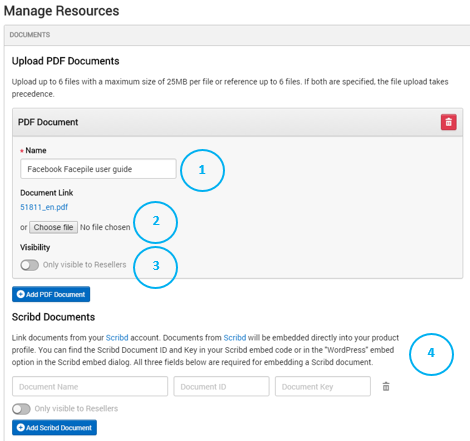 Manage Resources
DOCUMENTS
Upload PDF Documents
Upload up to 6 files with a maximum size of 25MB per file or reference up to 6 files. If both are specified, the file upload takes
precedence.
PDF Document
* Name
Facebook Facepile user guide
1
Document Link
51811_en.pdf
2
or Choose file No file chosen
Visibility
3
Only visible to Resellers
Add PDF Document
Scribd Documents
Link documents from your Scribd account. Documents from Scribd will be embedded directly into your product
profile. You can find the Scribd Document ID and Key in your Scribd embed code or in the "WordPress" embed
option in the Scribd embed dialog. All three fields below are required for embedding a Scribd document.
4
Document Name Document ID Document Key
Only visible to Resellers
Add Scribd Document